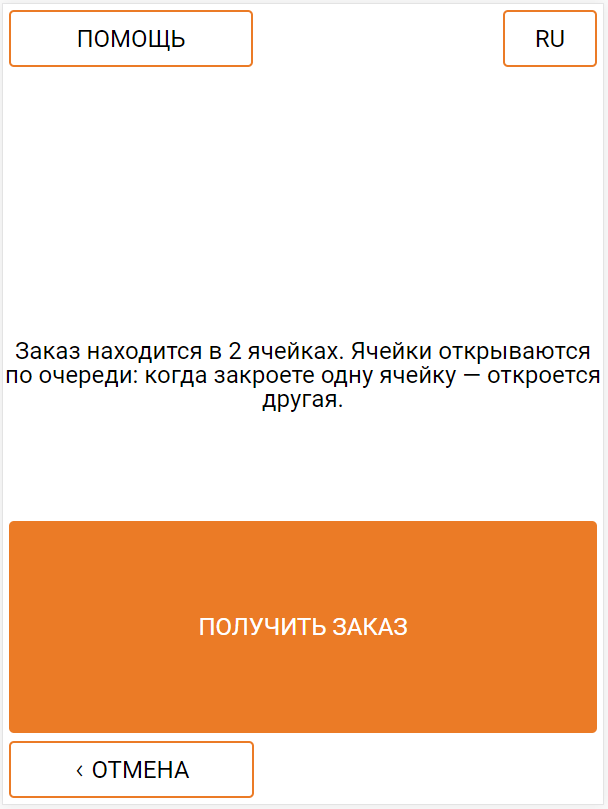 ПОМОЩЬ
RU
Заказ находится в 2 ячейках. Ячейки открываются
по очереди: когда закроете одну ячейку — откроется
другая.
ПОЛУЧИТЬ ЗАКАЗ
‹ ОТМЕНА